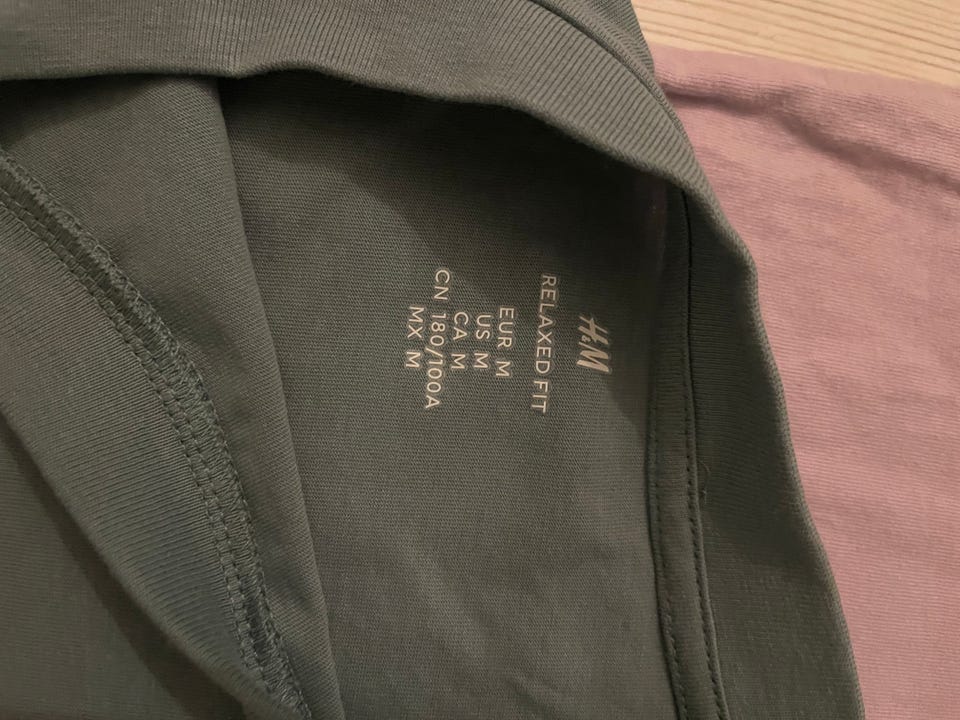 H&M
RELAXED FIT
EUR M
US M
CA M
CN 180/100A
MX M